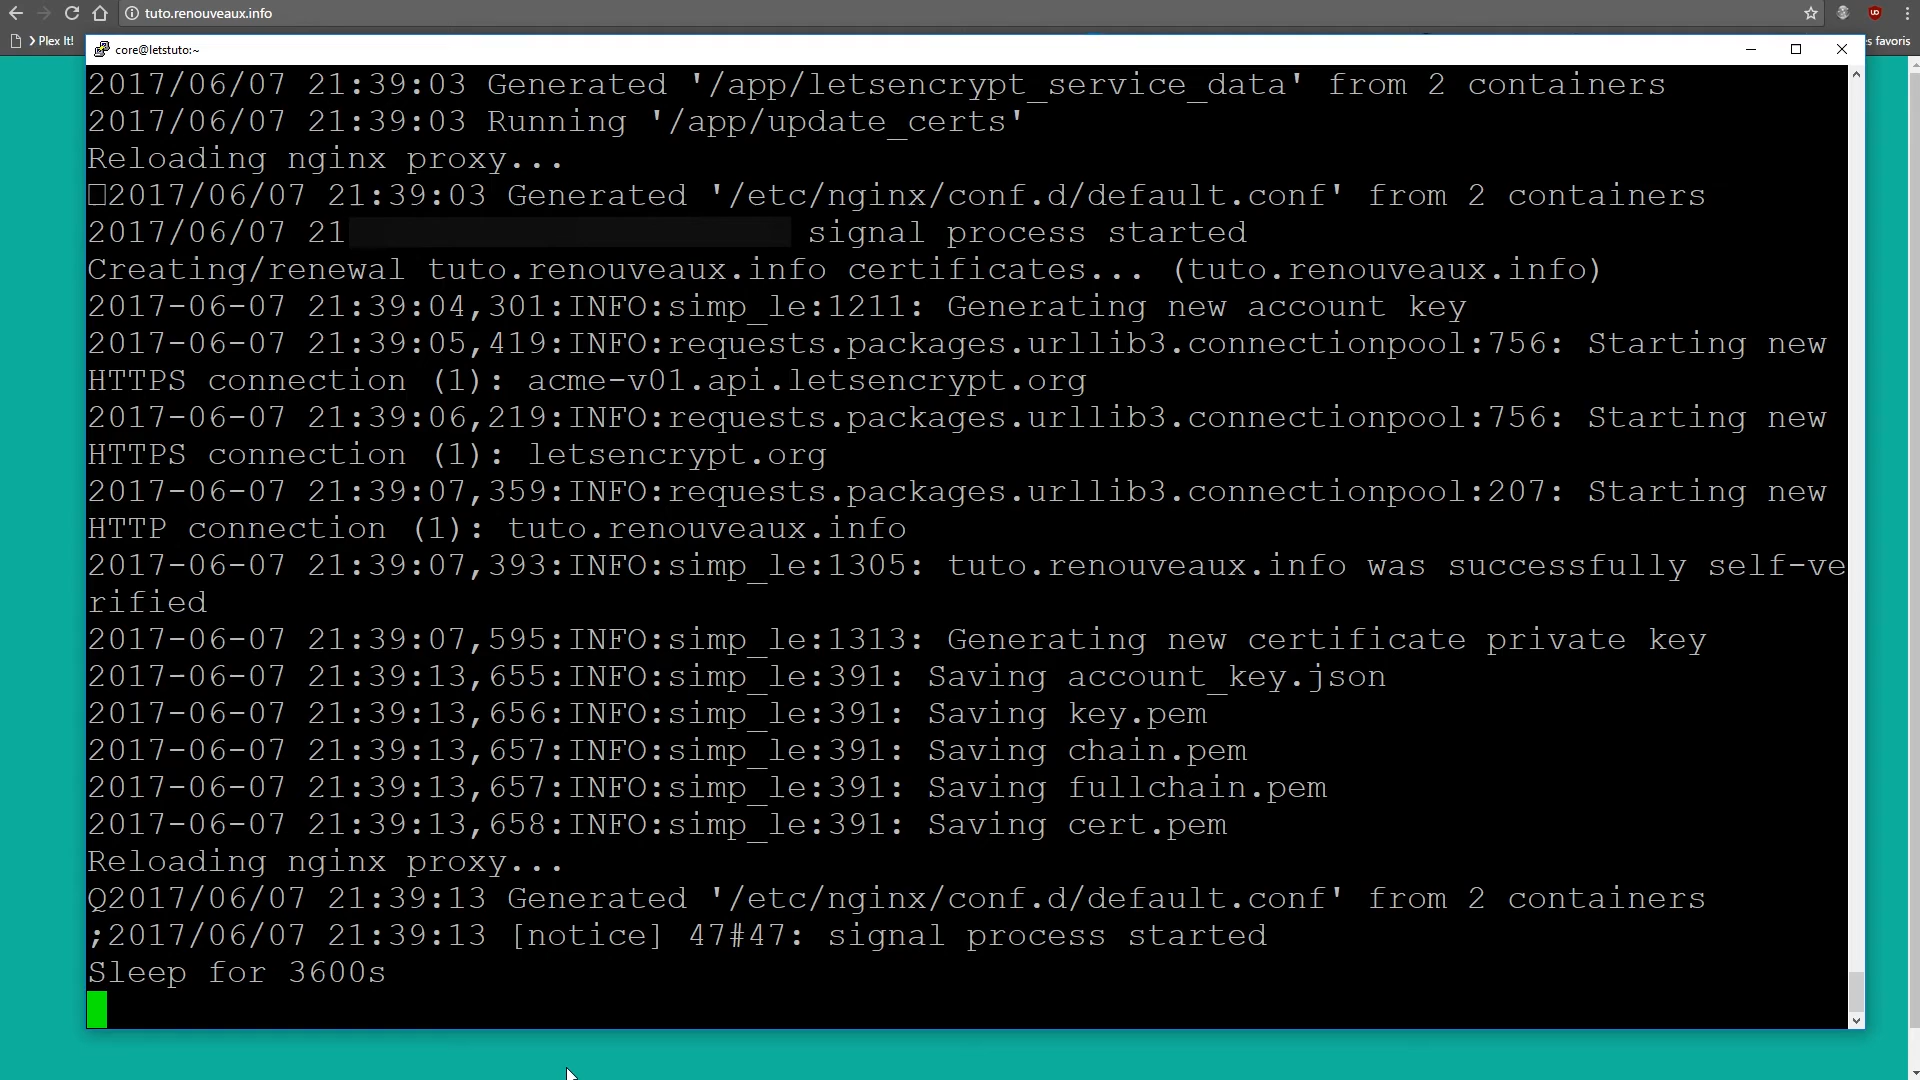 tuto.renouveaux.info
Plex It!
es favoris
core@letstuto:~
2017/06/07 21:39:03 Generated '/app/letsencrypt_service_data' from 2 containers
2017/06/07 21:39:03 Running '/app/update_certs'
Reloading nginx proxy...
2017/06/07 21:39:03 Generated '/etc/nginx/conf.d/default.conf' from 2 containers
2017/06/07 21 signal process started
Creating/renewal tuto.renouveaux.info certificates... (tuto.renouveaux.info)
2017-06-07 21:39:04,301:INFO:simp_le:1211: Generating new account key
2017-06-07 21:39:05,419:INFO:requests.packages.urllib3.connectionpool:756: Starting new
HTTPS connection (1): acme-v01.api.letsencrypt.org
2017-06-07 21:39:06,219:INFO:requests.packages.urllib3.connectionpool:756: Starting new
HTTPS connection (1): letsencrypt.org
2017-06-07 21:39:07,359:INFO:requests.packages.urllib3.connectionpool:207: Starting new
HTTP connection (1): tuto.renouveaux.info
2017-06-07 21:39:07,393:INFO:simp_le:1305: tuto.renouveaux.info was successfully self-ve
rified
2017-06-07 21:39:07,595:INFO:simp_le:1313: Generating new certificate private key
2017-06-07 21:39:13,655:INFO:simp_le:391: Saving account_key.json
2017-06-07 21:39:13,656:INFO:simp_le:391: Saving key.pem
2017-06-07 21:39:13,657:INFO:simp_le:391: Saving chain.pem
2017-06-07 21:39:13,657:INFO:simp_le:391: Saving fullchain.pem
2017-06-07 21:39:13,658:INFO:simp_le:391: Saving cert.pem
Reloading nginx proxy...
Q2017/06/07 21:39:13 Generated '/etc/nginx/conf.d/default.conf' from 2 containers
;2017/06/07 21:39:13 [notice] 47#47: signal process started
Sleep for 3600s